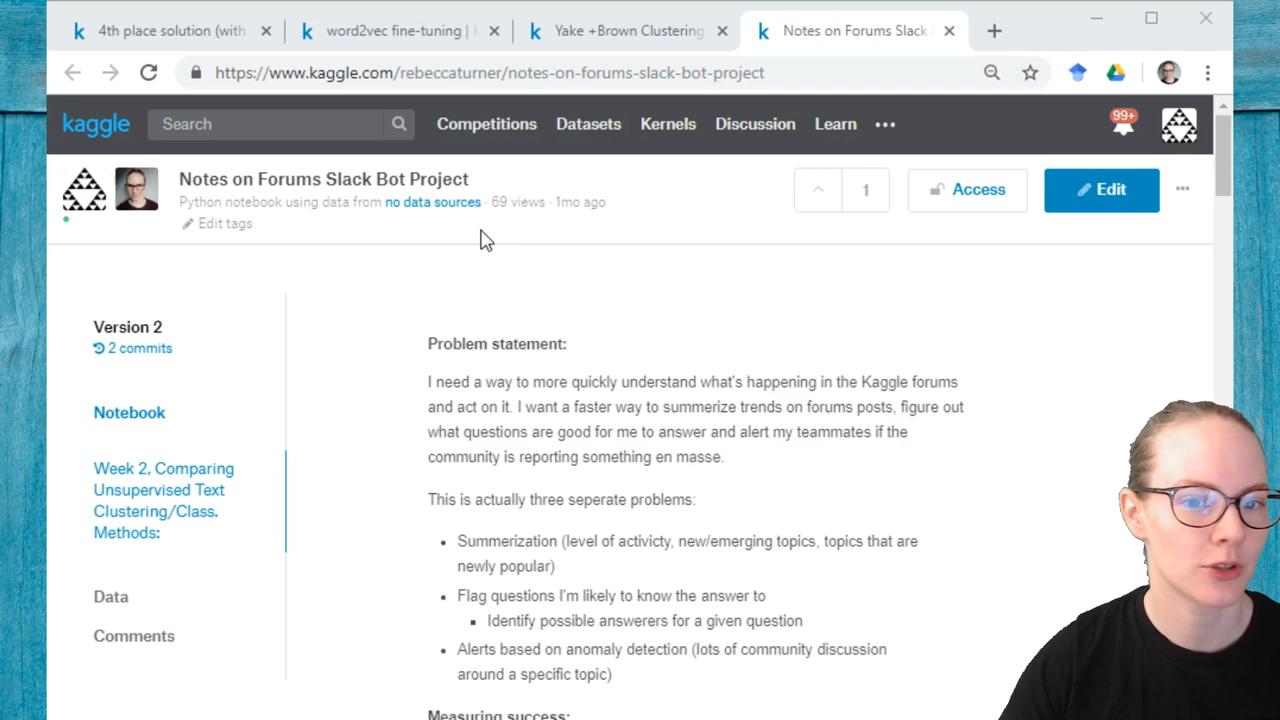 4th place solution (with
word2vec fine-tuning |
Yake +Brown Clustering
Notes on Forums Slack
https://www.kaggle.com/rebeccaturner/notes-on-forums-slack-bot-project
kaggle
Search
Competitions
Datasets
Kernels
Discussion
Learn
99+
Notes on Forums Slack Bot Project
Python notebook using data from no data sources · 69 views · 1mo ago
Edit tags
1
Access
Edit
Version 2
2 commits
Notebook
Week 2, Comparing
Unsupervised Text
Clustering/Class.
Methods:
Data
Comments
Problem statement:
I need a way to more quickly understand what's happening in the Kaggle forums
and act on it. I want a faster way to summerize trends on forums posts, figure out
what questions are good for me to answer and alert my teammates if the
community is reporting something en masse.
This is actually three seperate problems:
• Summerization (level of activicty, new/emerging topics, topics that are
newly popular)
• Flag questions I'm likely to know the answer to
▪ Identify possible answerers for a given question
• Alerts based on anomaly detection (lots of community discussion
around a specific topic)
Measuring success: